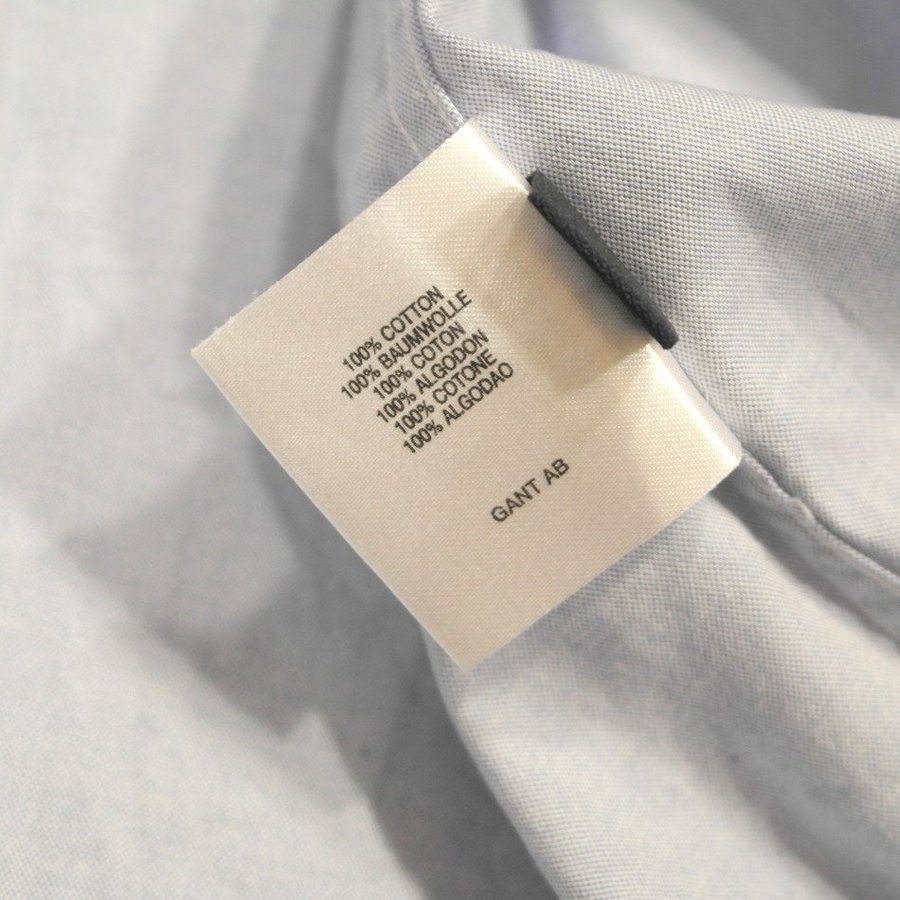 100% COTTON
100% BAUMWOLLE
100% COTON
100% ALGODON
100% COTONE
100% ALGODAO
GANT AB